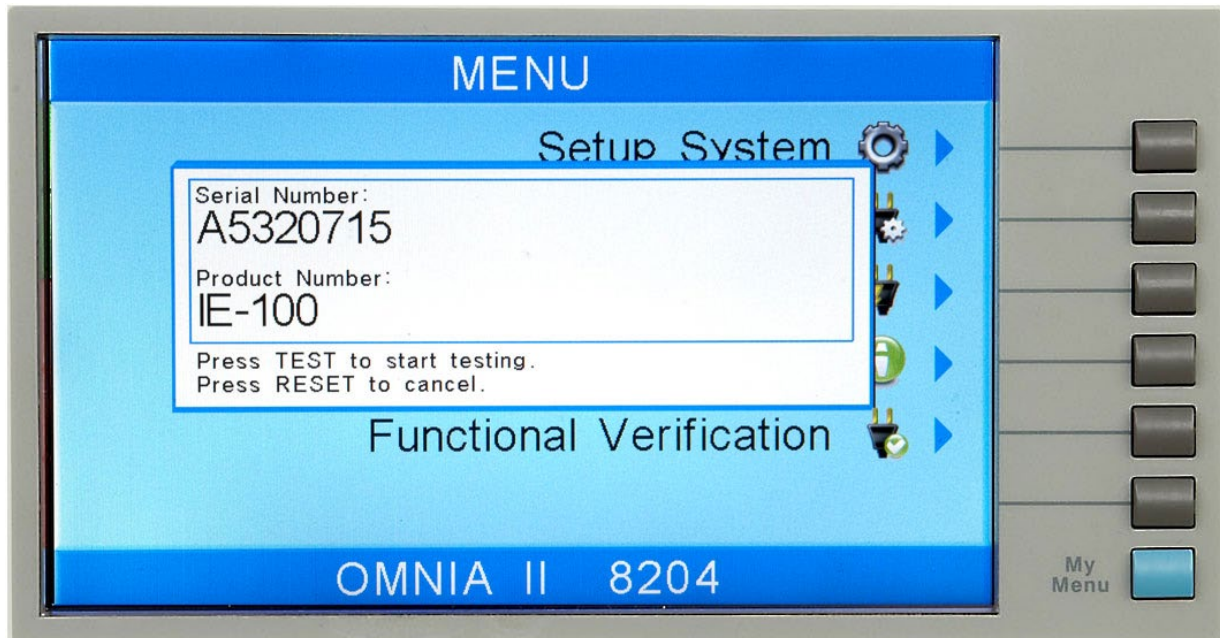 MENU
Setup System
Serial Number:
A5320715
Product Number:
IE-100
Press TEST to start testing.
Press RESET to cancel.
Functional Verification
OMNIA II 8204
My
Menu